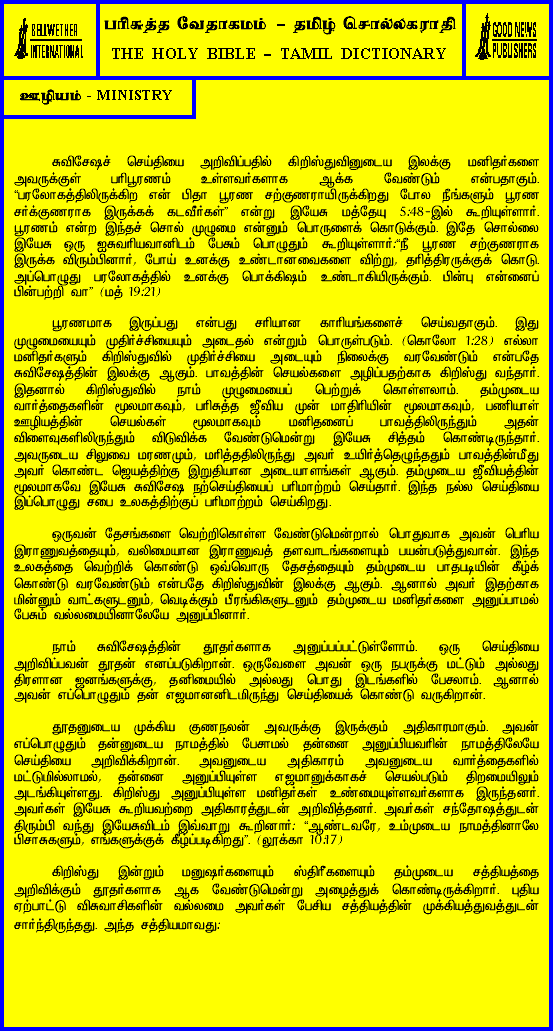 BELLWETHER
INTERNATIONAL
பரிசுத்த வேதாகமம் – தமிழ் சொல்லகராதி
THE HOLY BIBLE – TAMIL DICTIONARY
GOOD NEWS
PUBLISHERS
ஊழியம் - MINISTRY
சுவிசேஷச் செய்தியை அறிவிப்பதில் கிறிஸ்துவினுடைய இலக்கு மனிதர்களை
அவருக்குள் பரிபூரணம் உள்ளவர்களாக ஆக்க வேண்டும் என்பதாகும்.
“பரலோகத்திலிருக்கிற என் பிதா பூரண சற்குணராயிருக்கிறது போல நீங்களும் பூரண
சர்க்குணராக இருக்கக் கடவீர்கள்” என்று இயேசு மத்தேயு 5:48-இல் கூறியுள்ளார்.
பூரணம் என்ற இந்தச் சொல் முழுமை என்னும் பொருளைக் கொடுக்கும். இதே சொல்லை
இயேசு ஒரு ஐசுவரியவானிடம் பேசும் பொழுதும் கூறியுள்ளார்:“நீ பூரண சற்குணராக
இருக்க விரும்பினார், போய் உனக்கு உண்டானவைகளை விற்று, தரித்திரருக்குக் கொடு.
அப்பொழுது பரலோகத்தில் உனக்கு பொக்கிஷம் உண்டாகியிருக்கும். பின்பு என்னைப்
பின்பற்றி வா” (மத் 19:21)
பூரணமாக இருப்பது என்பது சரியான காரியங்களைச் செய்வதாகும். இது
முழுமையையும் முதிர்ச்சியையும் அடைதல் என்றும் பொருள்படும். (கொலோ 1:28) எல்லா
மனிதர்களும் கிறிஸ்துவில் முதிர்ச்சியை அடையும் நிலைக்கு வரவேண்டும் என்பதே
சுவிசேஷத்தின் இலக்கு ஆகும். பாவத்தின் செயல்களை அழிப்பதற்காக கிறிஸ்து வந்தார்.
இதனால் கிறிஸ்துவில் நாம் முழுமையைப் பெற்றுக் கொள்ளலாம். தம்முடைய
வார்த்தைகளின் மூலமாகவும், பரிசுத்த ஜீவிய முன் மாதிரியின் மூலமாகவும், பணியாள்
ஊழியத்தின் செயல்கள் மூலமாகவும் மனிதனைப் பாவத்திலிருந்தும் அதன்
விளைவுகளிலிருந்தும் விடுவிக்க வேண்டுமென்று இயேசு சித்தம் கொண்டிருந்தார்.
அவருடைய சிலுவை மரணமும், மரித்ததிலிருந்து அவர் உயிர்த்தெழுந்ததும் பாவத்தின்மீது
அவர் கொண்ட ஜெயத்திற்கு இறுதியான அடையாளங்கள் ஆகும். தம்முடைய ஜீவியத்தின்
மூலமாகவே இயேசு சுவிசேஷ நற்செய்தியைப் பரிமாற்றம் செய்தார். இந்த நல்ல செய்தியை
இப்பொழுது சபை உலகத்திற்குப் பரிமாற்றம் செய்கிறது.
ஒருவன் தேசங்களை வெற்றிகொள்ள வேண்டுமென்றால் பொதுவாக அவன் பெரிய
இராணுவத்தையும், வலிமையான இராணுவத் தளவாடங்களையும் பயன்படுத்துவான். இந்த
உலகத்தை வெற்றிக் கொண்டு ஒவ்வொரு தேசத்தையும் தம்முடைய பாதபடியின் கீழ்க்
கொண்டு வரவேண்டும் என்பதே கிறிஸ்துவின் இலக்கு ஆகும். ஆனால் அவர் இதற்காக
மின்னும் வாட்களுடனும், வெடிக்கும் பீரங்கிகளுடனும் தம்முடைய மனிதர்களை அனுப்பாமல்
பேசும் வல்லமையினாலேயே அனுப்பினார்.
நாம் சுவிசேஷத்தின் தூதர்களாக அனுப்பப்பட்டுள்ளோம். ஒரு செய்தியை
அறிவிப்பவன் தூதன் எனப்படுகிறான். ஒருவேளை அவன் ஒரு நபருக்கு மட்டும் அல்லது
திரளான ஜனங்களுக்கு, தனிமையில் அல்லது பொது இடங்களில் பேசலாம். ஆனால்
அவன் எப்பொழுதும் தன் எஜமானனிடமிருந்து செய்தியைக் கொண்டு வருகிறான்.
தூதனுடைய முக்கிய குணநலன் அவருக்கு இருக்கும் அதிகாரமாகும். அவன்
எப்பொழுதும் தன்னுடைய நாமத்தில் பேசாமல் தன்னை அனுப்பியவரின் நாமத்திலேயே
செய்தியை அறிவிக்கிறான். அவனுடைய அதிகாரம் அவனுடைய வார்த்தைகளில்
மட்டுமில்லாமல், தன்னை அனுப்பியுள்ள எஜமானுக்காகச் செயல்படும் திறமையிலும்
அடங்கியுள்ளது. கிறிஸ்து அனுப்பியுள்ள மனிதர்கள் உண்மையுள்ளவர்களாக இருந்தனர்.
அவர்கள் இயேசு கூறியவற்றை அதிகாரத்துடன் அறிவித்தனர். அவர்கள் சந்தோஷத்துடன்
திரும்பி வந்து இயேசுவிடம் இவ்வாறு கூறினார்: “ஆண்டவரே, உம்முடைய நாமத்தினாலே
பிசாசுகளும், எங்களுக்குக் கீழ்ப்படிகிறது”. (லூக்கா 10:17)
கிறிஸ்து இன்றும் மனுஷர்களையும் ஸ்திரீகளையும் தம்முடைய சத்தியத்தை
அறிவிக்கும் தூதர்களாக ஆக வேண்டுமென்று அழைத்துக் கொண்டிருக்கிறார். புதிய
ஏற்பாட்டு விசுவாசிகளின் வல்லமை அவர்கள் பேசிய சத்தியத்தின் முக்கியத்துவத்துடன்
சார்ந்திருந்தது. அந்த சத்தியமாவது: